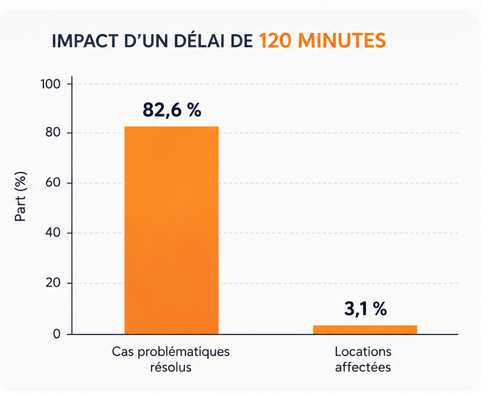 IMPACT D’UN DÉLAI DE 120 MINUTES
Part (%)
100
80
60
40
20
0
82,6 %
3,1 %
Cas problématiques
résolus
Locations
affectées